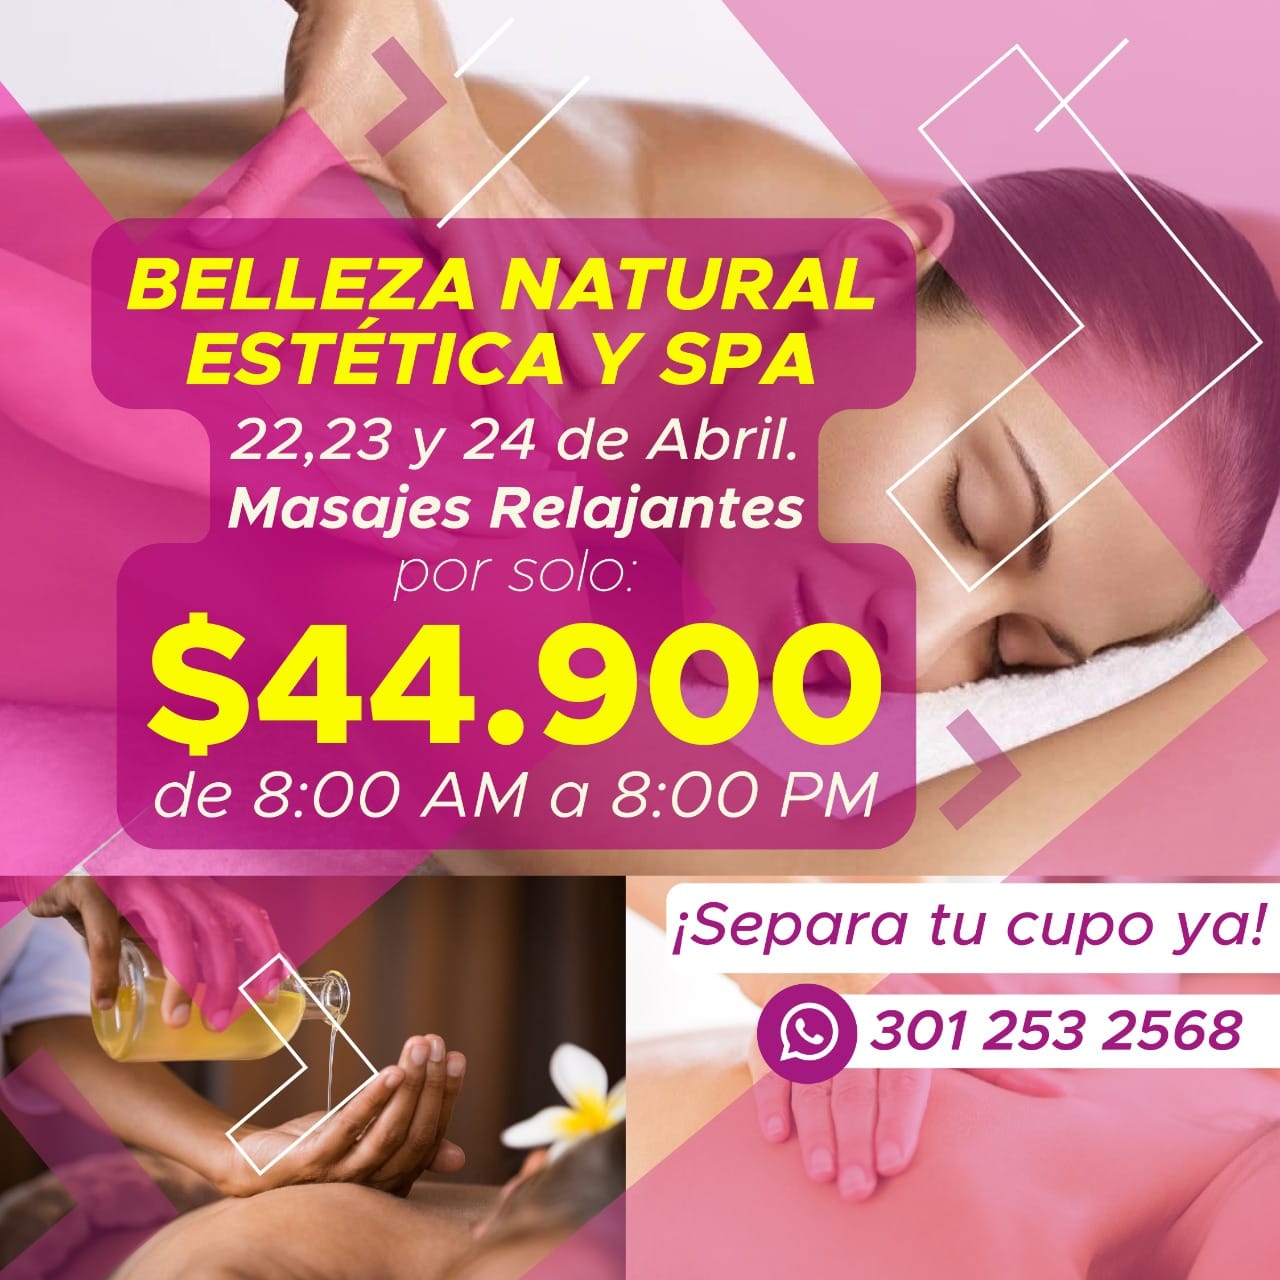 BELLEZA NATURAL
ESTÉTICA Y SPA
22,23 y 24 de Abril.
Masajes Relajantes
por solo:
$44.900
de 8:00 AM a 8:00 PM
¡Separa tu cupo ya!
301 253 2568